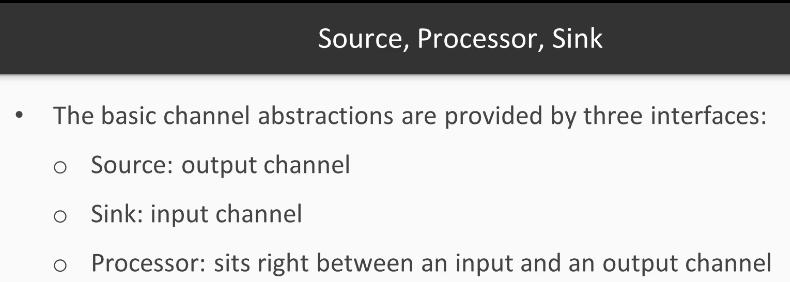 Source, Processor, Sink
• The basic channel abstractions are provided by three interfaces:
o Source: output channel
o Sink: input channel
o Processor: sits right between an input and an output channel